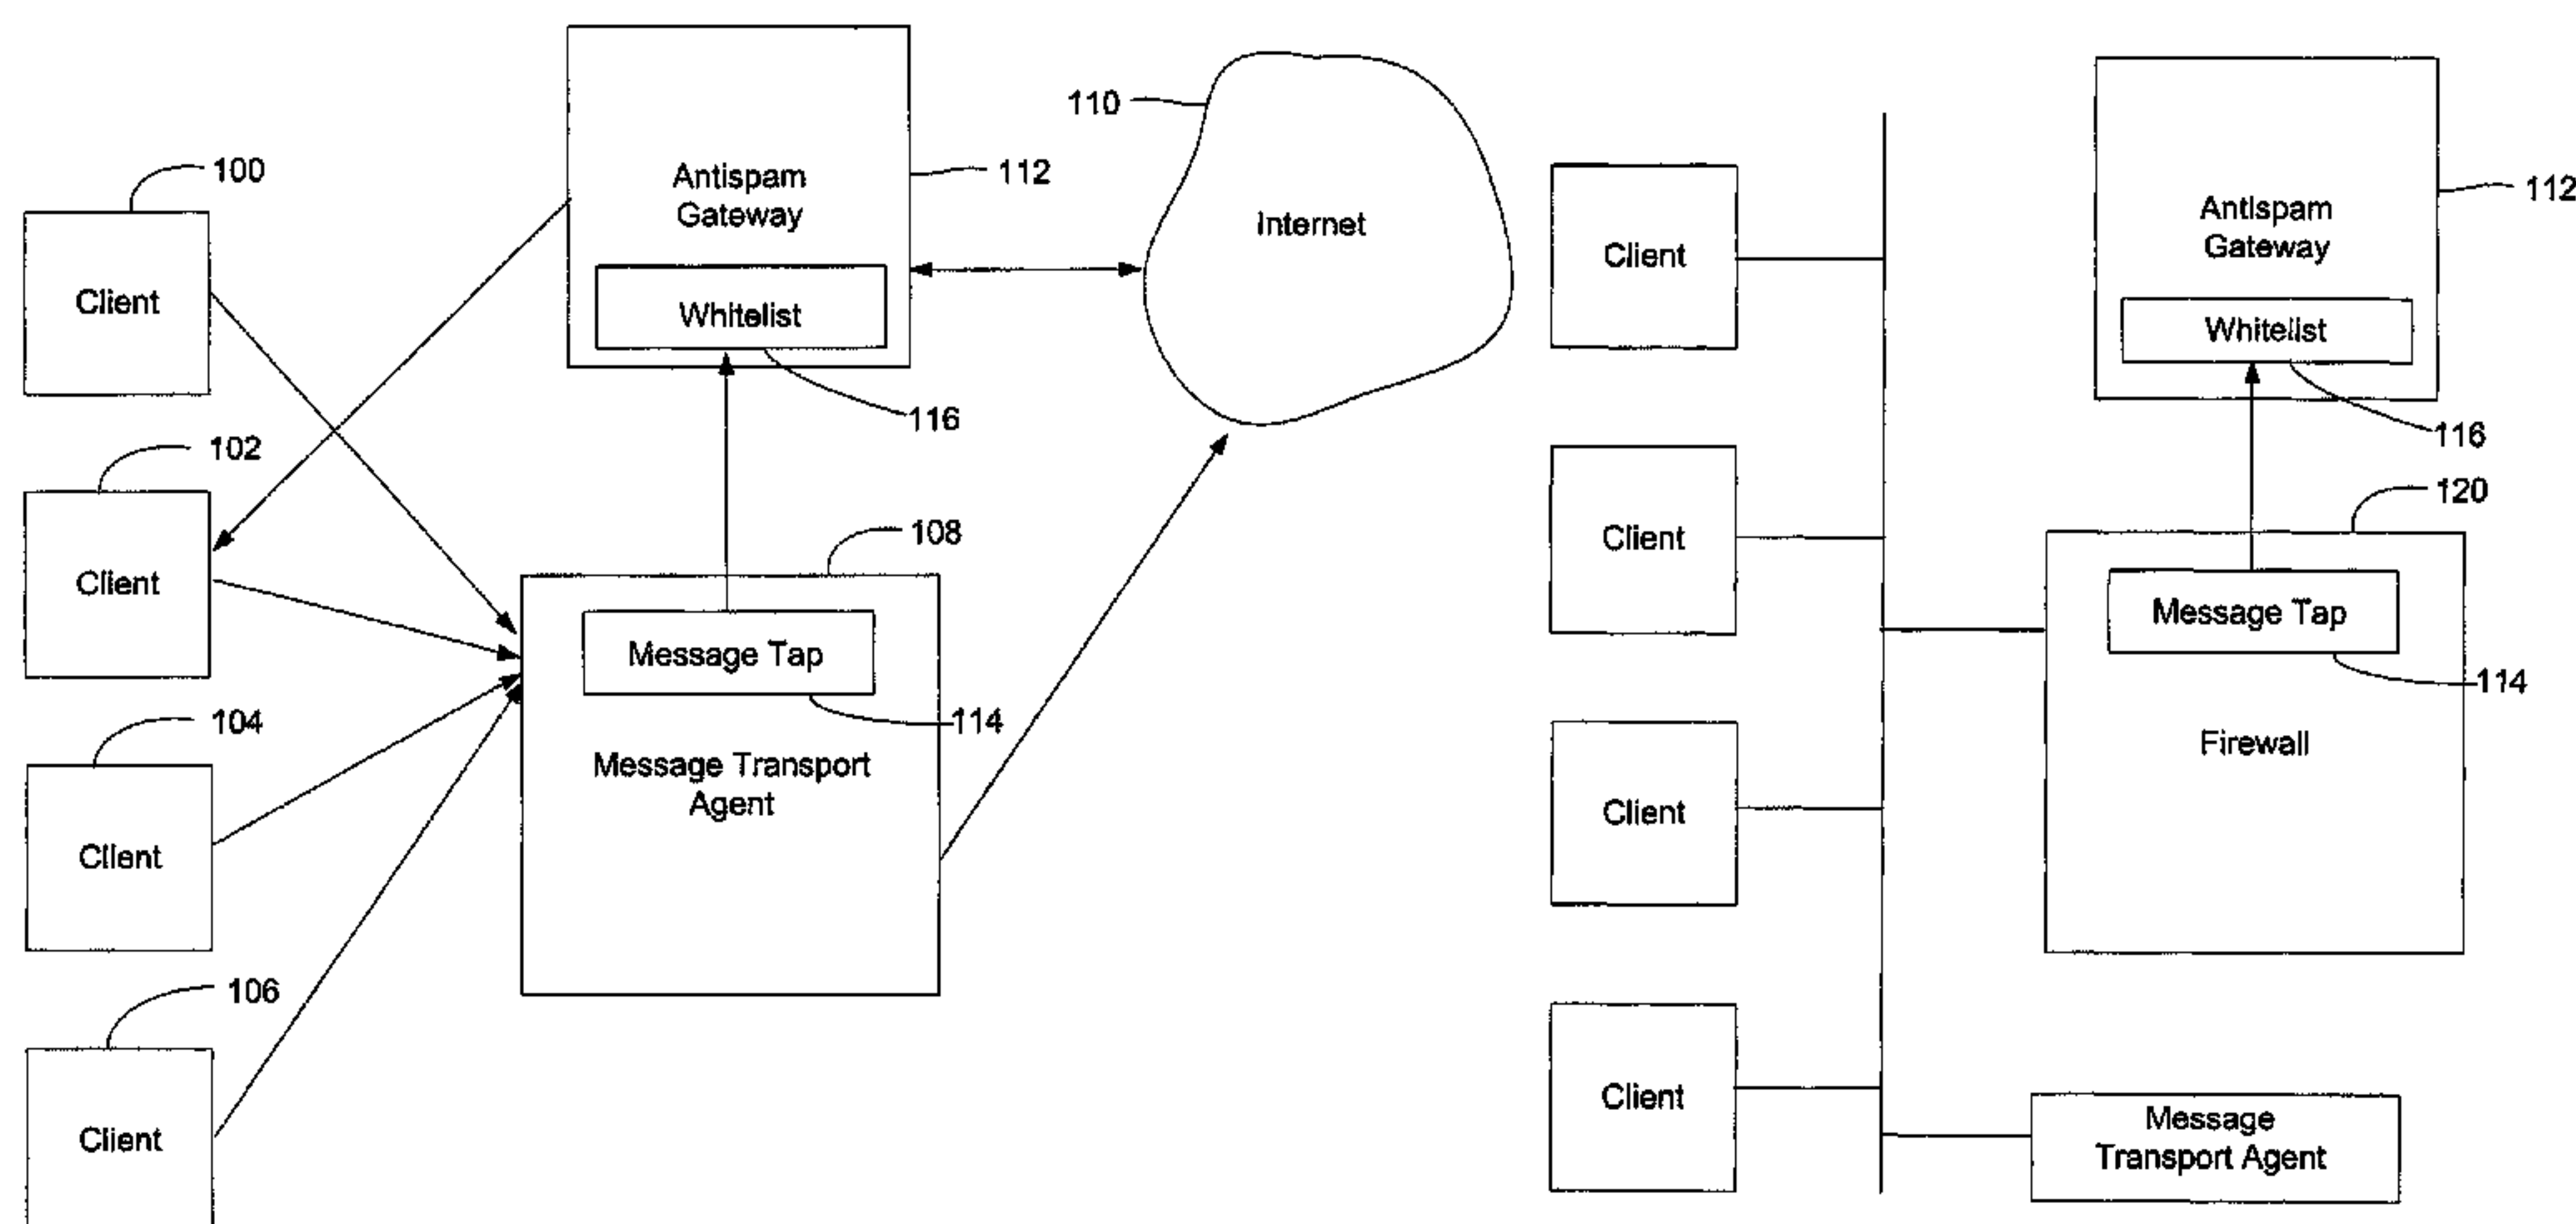 100
Client
102
Client
104
Client
106
Client
Antispam
Gateway
112
Whitelist
116
108
Message Tap
114
Message Transport
Agent
110
Internet
Client
Client
Client
Client
Antispam
Gateway
112
Whitelist
116
120
Message Tap
114
Firewall
Message
Transport Agent